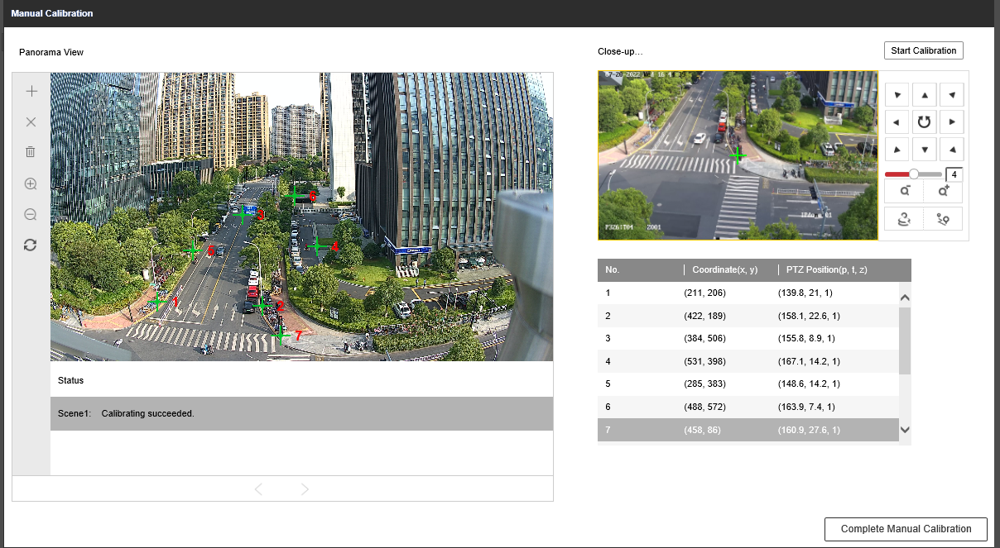 Manual Calibration
Panorama View
Close-up…
Start Calibration
4
1
2
3
4
5
6
7
No. Coordinate(x, y) PTZ Position(p, t, z)
1 (211, 206) (139.8, 21, 1)
2 (422, 189) (158.1, 22.6, 1)
3 (384, 506) (155.8, 8.9, 1)
4 (531, 398) (167.1, 14.2, 1)
5 (285, 383) (148.6, 14.2, 1)
6 (488, 572) (163.9, 7.4, 1)
7 (458, 86) (160.9, 27.6, 1)
Status
Scene1: Calibrating succeeded.
Complete Manual Calibration